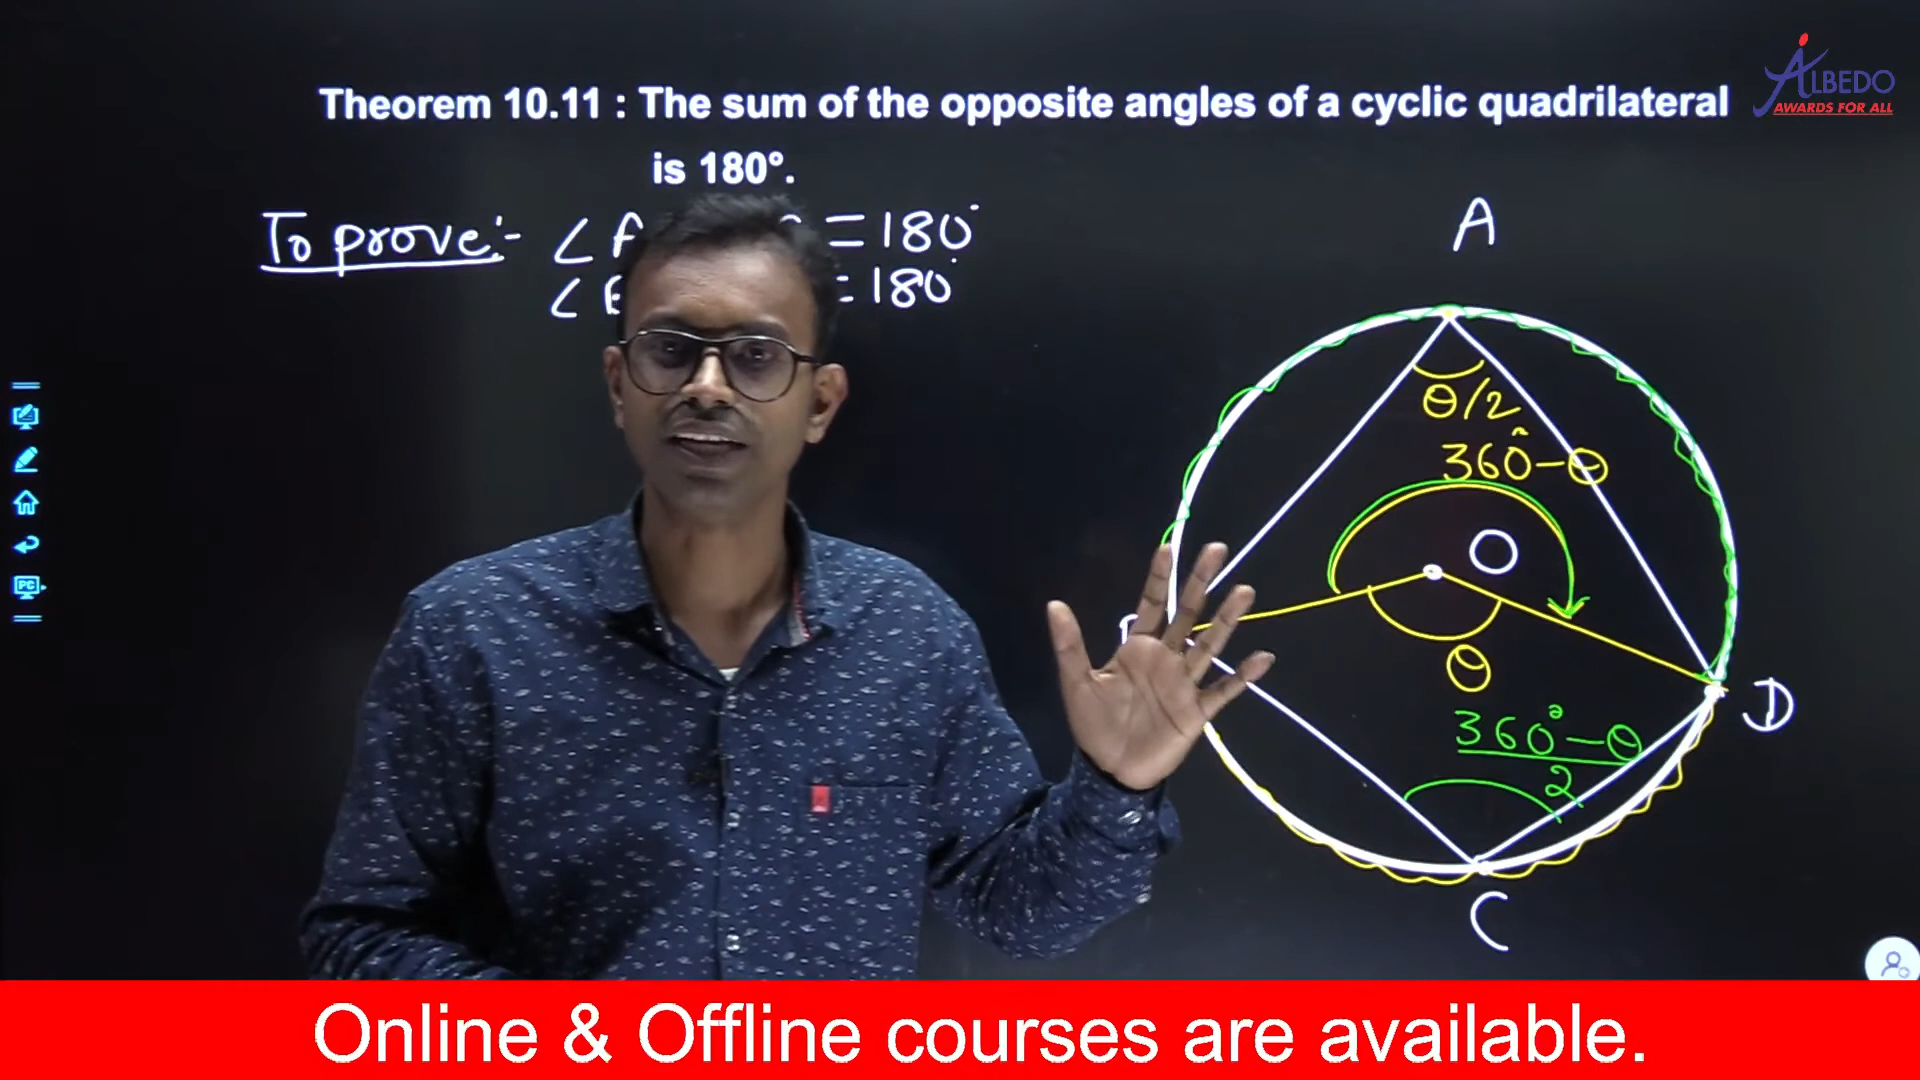 ALBEDO
AWARDS FOR ALL
Theorem 10.11 : The sum of the opposite angles of a cyclic quadrilateral
is 180°.
To prove:- ∠A = 180°
∠B = 180°
A
θ/2
360°-θ
O
θ
D
360°-θ
2
C
PC
Online & Offline courses are available.